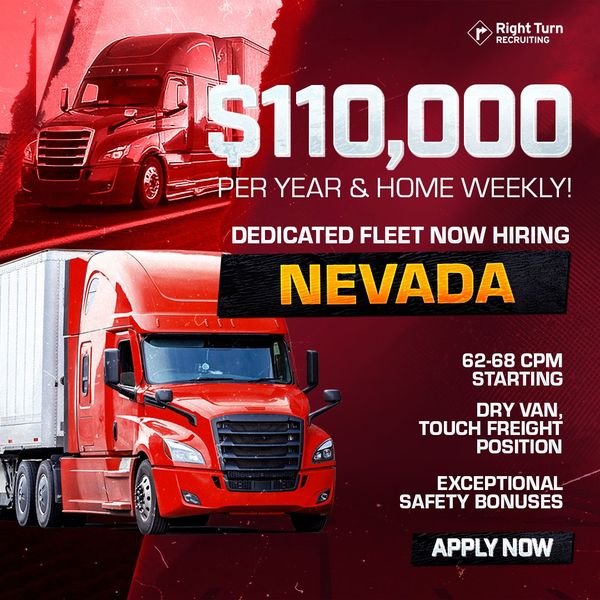 Right Turn
RECRUITING
$110,000
PER YEAR & HOME WEEKLY!
DEDICATED FLEET NOW HIRING
NEVADA
62-68 CPM
STARTING
DRY VAN,
TOUCH FREIGHT
POSITION
EXCEPTIONAL
SAFETY BONUSES
APPLY NOW